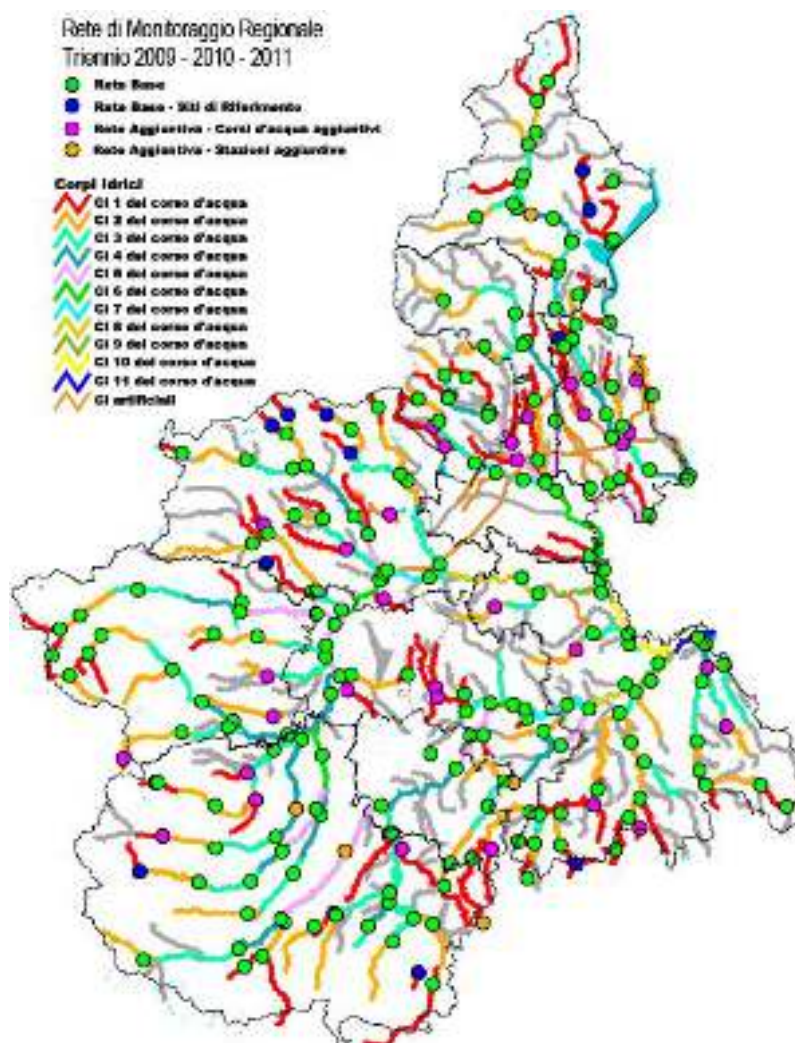 Rete di Monitoraggio Regionale
Triennio 2009 - 2010 - 2011
Rete Base
Rete Base - Siti di Riferimento
Rete Aggiuntiva - Corsi d'acqua aggiuntivi
Rete Aggiuntiva - Stazioni aggiuntive
Corpi Idrici
CI 1 del corso d'acqua
CI 2 del corso d'acqua
CI 3 del corso d'acqua
CI 4 del corso d'acqua
CI 5 del corso d'acqua
CI 6 del corso d'acqua
CI 7 del corso d'acqua
CI 8 del corso d'acqua
CI 9 del corso d'acqua
CI 10 del corso d'acqua
CI 11 del corso d'acqua
CI artificiali